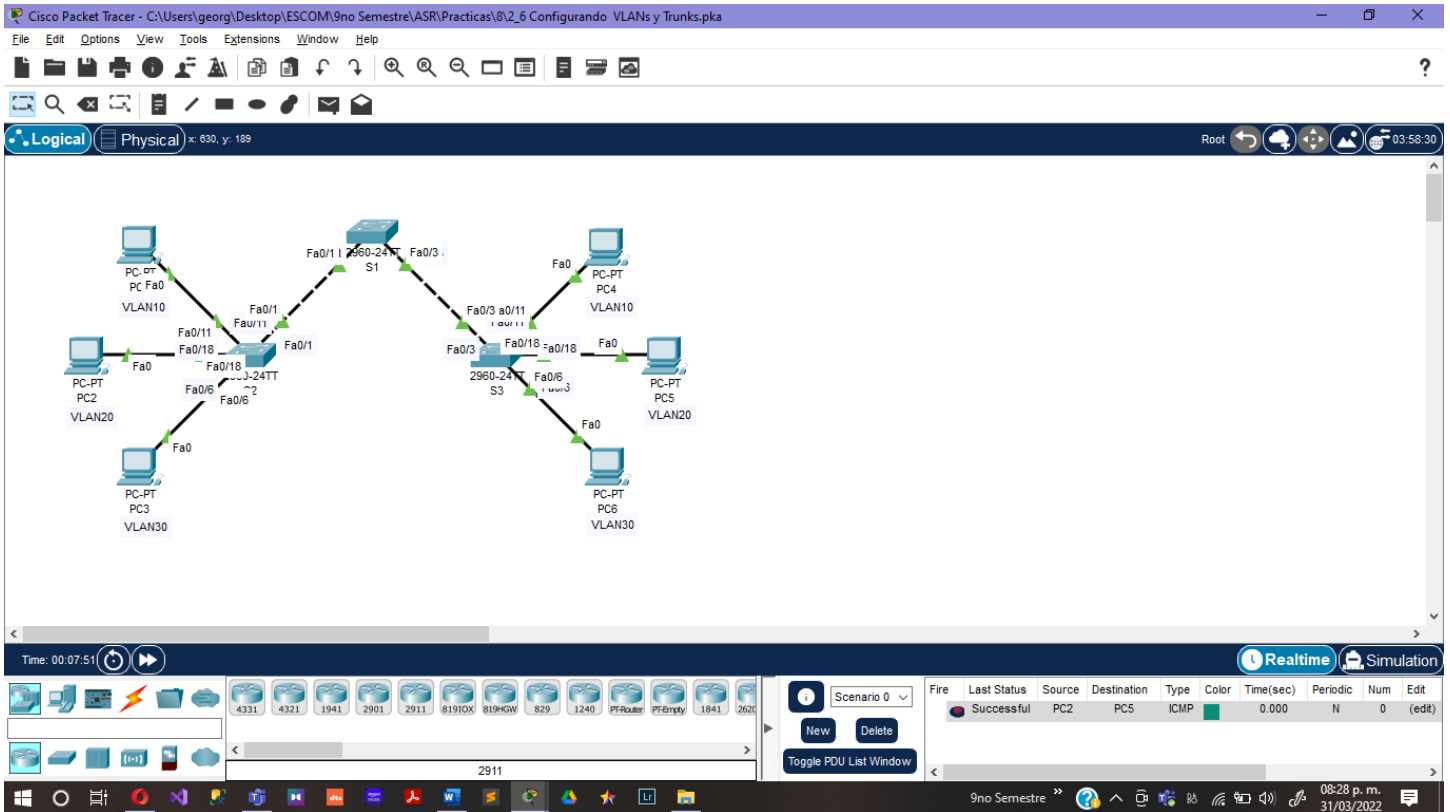 Cisco Packet Tracer - C:\Users\georg\Desktop\ESCOM\9no Semestre\ASR\Practicas\8\2_6 Configurando VLANs y Trunks.pka
File Edit Options View Tools Extensions Window Help
?
Logical Physical x: 630, y: 189 Root 03:58:30
Fa0/1 2960-24TT Fa0/3
S1
PC-PT
Fa0
VLAN10
Fa0
PC-PT
PC4
VLAN10
Fa0/1
Fa0/11
Fa0/11
Fa0/18
Fa0/1
Fa0/18
Fa0
PC-PT
PC2
VLAN20
Fa0/6
Fa0/6
Fa0/3
Fa0/11
Fa0/3
Fa0/18
Fa0/18
Fa0
2960-24TT
S3
Fa0/6
PC-PT
PC5
VLAN20
Fa0
PC-PT
PC3
VLAN30
Fa0
PC-PT
PC6
VLAN30
Time: 00:07:51 Realtime Simulation
4331 4321 1941 2901 2911 819IOX 819HGW 829 1240 PT-Router PT-Empty 1841
2911
Scenario 0
New Delete
Toggle PDU List Window
Fire Last Status Source Destination Type Color Time(sec) Periodic Num Edit
Successful PC2 PC5 ICMP 0.000 N 0 (edit)
9no Semestre
08:28 p. m.
31/03/2022